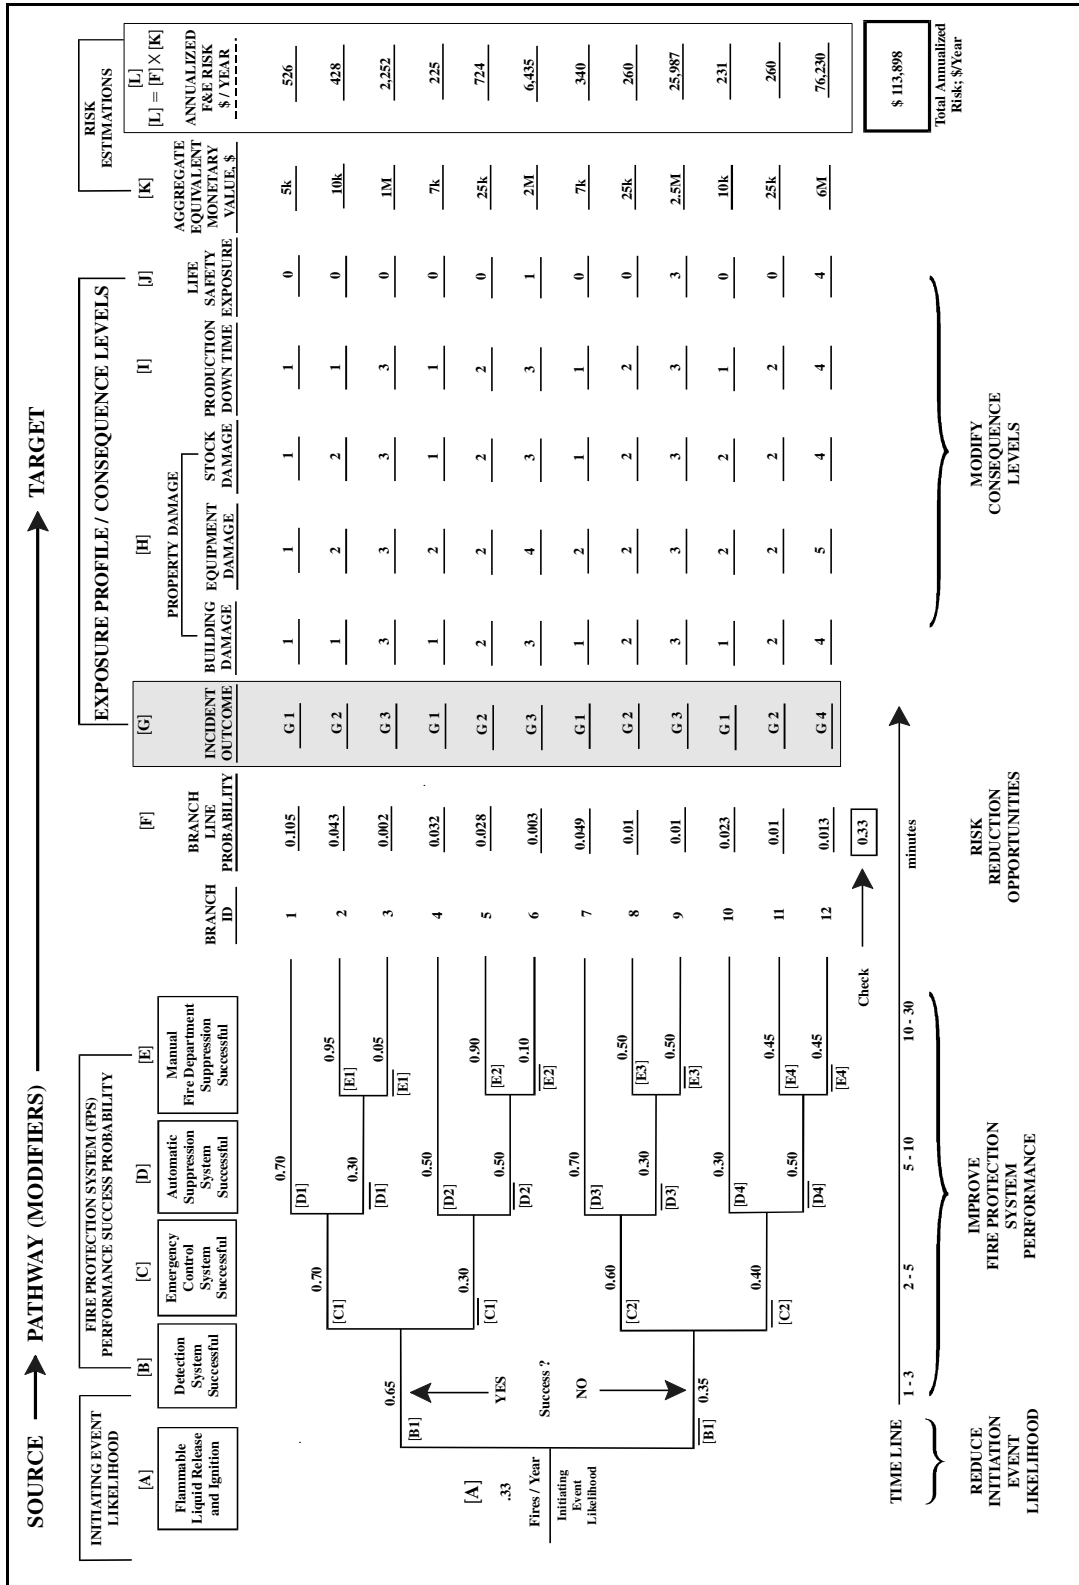 SOURCE PATHWAY (MODIFIERS) TARGET
INITIATING EVENT
LIKELIHOOD
FIRE PROTECTION SYSTEM (FPS)
PERFORMANCE SUCCESS PROBABILITY
EXPOSURE PROFILE / CONSEQUENCE LEVELS
RISK
ESTIMATIONS
[A]
Flammable
Liquid Release
and Ignition
[B]
Detection
System
Successful
[C]
Emergency
Control
System
Successful
[D]
Automatic
Suppression
System
Successful
[E]
Manual
Fire Department
Suppression
Successful
BRANCH
ID
[F]
BRANCH
LINE
PROBABILITY
[G]
INCIDENT
OUTCOME
[H]
PROPERTY DAMAGE
BUILDING
DAMAGE
EQUIPMENT
DAMAGE
STOCK
DAMAGE
[I]
PRODUCTION
DOWN TIME
[J]
LIFE
SAFETY
EXPOSURE
[K]
AGGREGATE
EQUIVALENT
MONETARY
VALUE, $
[L]
[L] = [F] X [K]
ANNUALIZED
F&E RISK
$ / YEAR
[A]
.33
Fires / Year
Initiating
Event
Likelihood
[B1] 0.65
YES
Success ?
NO
[B1] 0.35
[C1] 0.70
[C1] 0.30
[C2] 0.60
[C2] 0.40
[D1] 0.70
[D1] 0.30
[D2] 0.50
[D2] 0.50
[D3] 0.70
[D3] 0.30
[D4] 0.30
[D4] 0.50
[E1] 0.95
[E1] 0.05
[E2] 0.90
[E2] 0.10
[E3] 0.50
[E3] 0.50
[E4] 0.45
[E4] 0.45
1 0.105 G 1 1 1 1 1 0 5k 526
2 0.043 G 2 1 2 2 1 0 10k 428
3 0.002 G 3 3 3 3 3 0 1M 2,252
4 0.032 G 1 1 2 1 1 0 7k 225
5 0.028 G 2 2 2 2 2 0 25k 724
6 0.003 G 3 3 4 3 3 1 2M 6,435
7 0.049 G 1 1 2 1 1 0 7k 340
8 0.01 G 2 2 2 2 2 0 25k 260
9 0.01 G 3 3 3 3 3 3 2.5M 25,987
10 0.023 G 1 1 2 2 1 0 10k 231
11 0.01 G 2 2 2 2 2 0 25k 260
12 0.013 G 4 4 5 4 4 4 6M 76,230
Check 0.33
$ 113,898
Total Annualized
Risk; $/Year
TIME LINE 1 - 3 2 - 5 5 - 10 10 - 30 minutes
REDUCE
INITIATION
EVENT
LIKELIHOOD
IMPROVE
FIRE PROTECTION
SYSTEM
PERFORMANCE
RISK
REDUCTION
OPPORTUNITIES
MODIFY
CONSEQUENCE
LEVELS